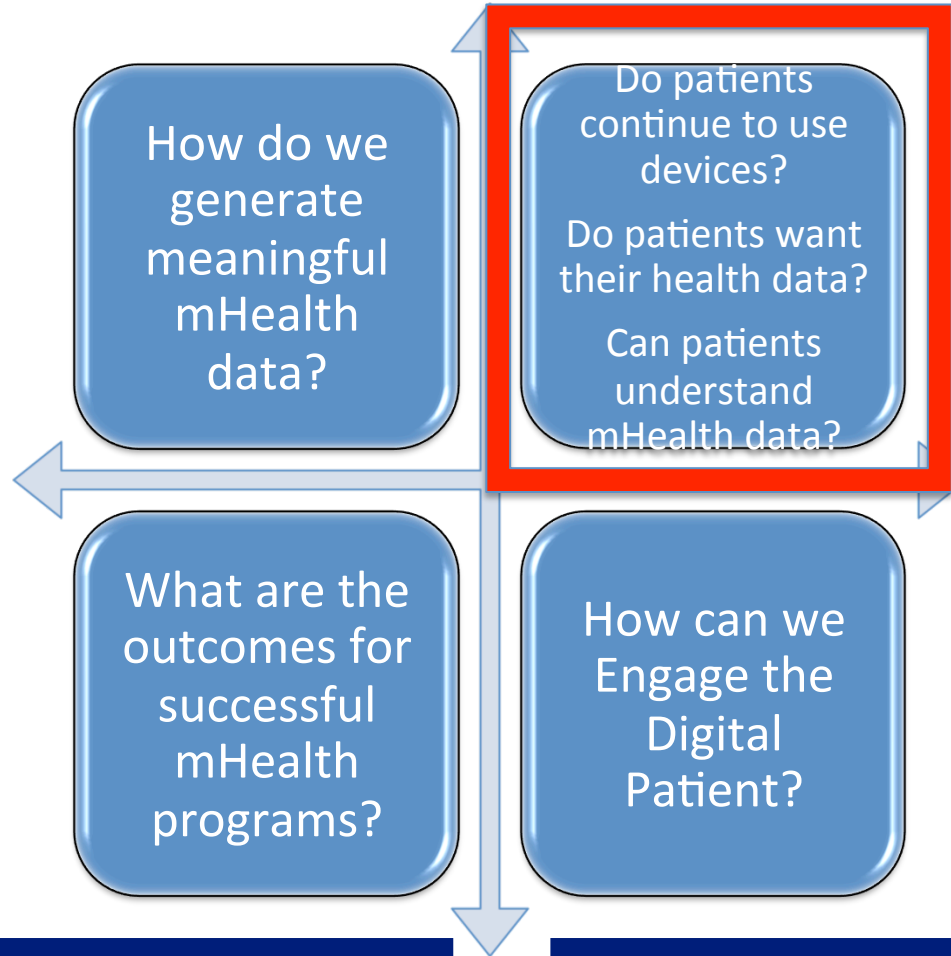 How do we
generate
meaningful
mHealth
data?
Do patients
continue to use
devices?
Do patients want
their health data?
Can patients
understand
mHealth data?
What are the
outcomes for
successful
mHealth
programs?
How can we
Engage the
Digital
Patient?